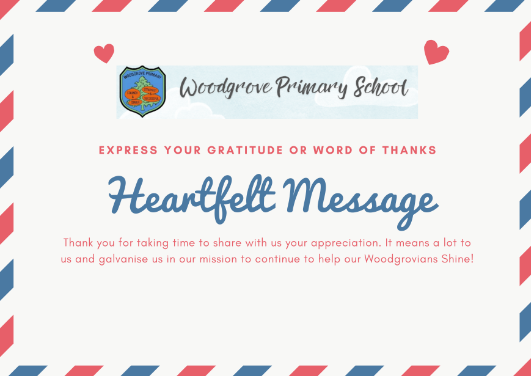 WOODGROVE PRIMARY
Woodgrove Primary School
EXPRESS YOUR GRATITUDE OR WORD OF THANKS
Heartfelt Message
Thank you for taking time to share with us your appreciation. It means a lot to
us and galvanise us in our mission to continue to help our Woodgrovians Shine!